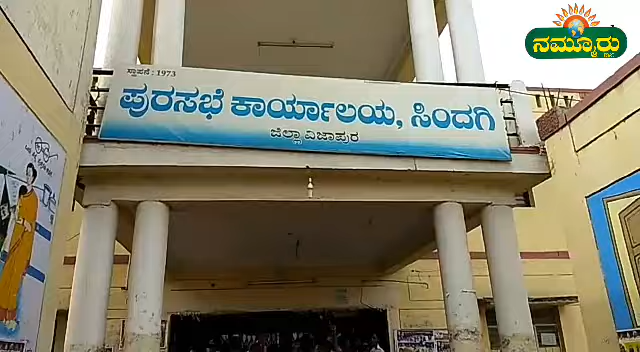 ನಮ್ಮೂರು
ಸ್ಥಾಪನೆ : 1973
ಪುರಸಭೆ ಕಾರ್ಯಾಲಯ, ಸಿಂದಗಿ
ಜಿಲ್ಲಾ ವಿಜಾಪುರ